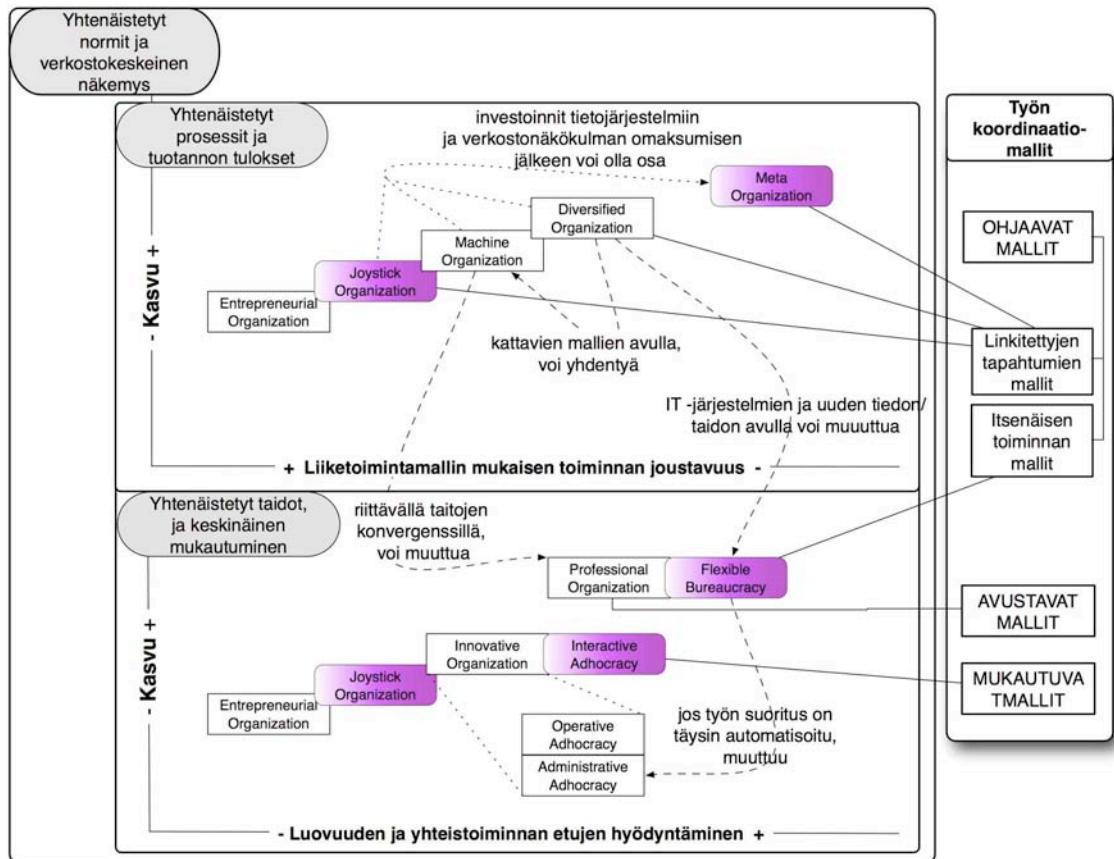 Yhtenäistetyt
normit ja
verkostokeskeinen
näkemys
Yhtenäistetyt
prosessit ja
tuotannon tulokset
investoinnit tietojärjestelmiin
ja verkostonäkökulman omaksumisen
jälkeen voi olla osa
Meta
Organization
Diversified
Organization
Machine
Organization
Joystick
Organization
Entrepreneurial
Organization
- Kasvu +
kattavien mallien avulla,
voi yhdentyä
IT -järjestelmien ja uuden tiedon/
taidon avulla voi muuuttua
+ Liiketoimintamallin mukaisen toiminnan joustavuus -
Yhtenäistetyt taidot,
ja keskinäinen
mukautuminen
riittävällä taitojen
konvergenssillä,
voi muuttua
Professional
Organization
Flexible
Bureaucracy
Innovative
Organization
Interactive
Adhocracy
Joystick
Organization
Entrepreneurial
Organization
- Kasvu +
Operative
Adhocracy
Administrative
Adhocracy
jos työn suoritus on
täysin automatisoitu,
muuttuu
- Luovuuden ja yhteistoiminnan etujen hyödyntäminen +
Työn
koordinaatio-
mallit
OHJAAVAT
MALLIT
Linkitettyjen
tapahtumien
mallit
Itsenäisen
toiminnan
mallit
AVUSTAVAT
MALLIT
MUKAUTUVA
TMALLIT